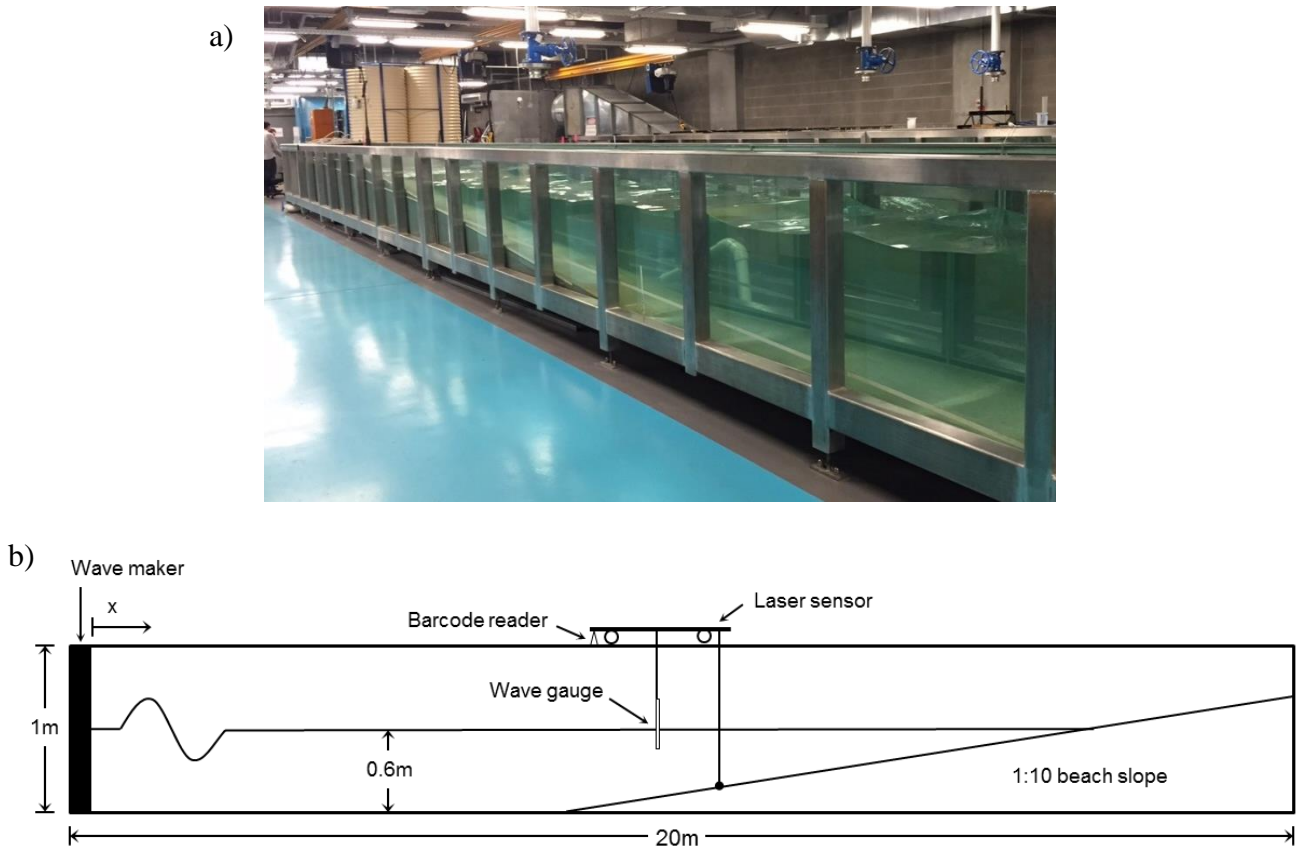 a)
b)
Wave maker
x
Barcode reader
Laser sensor
Wave gauge
1m
0.6m
1:10 beach slope
20m